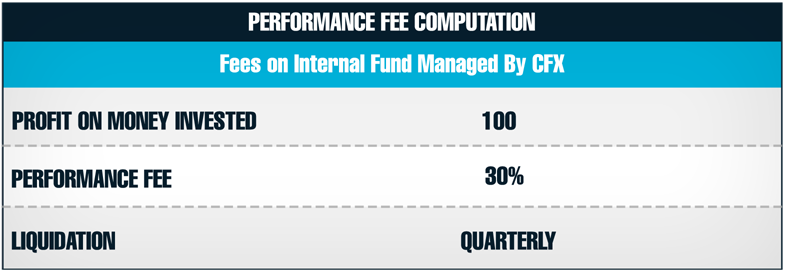 PERFORMANCE FEE COMPUTATION
Fees on Internal Fund Managed By CFX
PROFIT ON MONEY INVESTED 100
PERFORMANCE FEE 30%
LIQUIDATION QUARTERLY